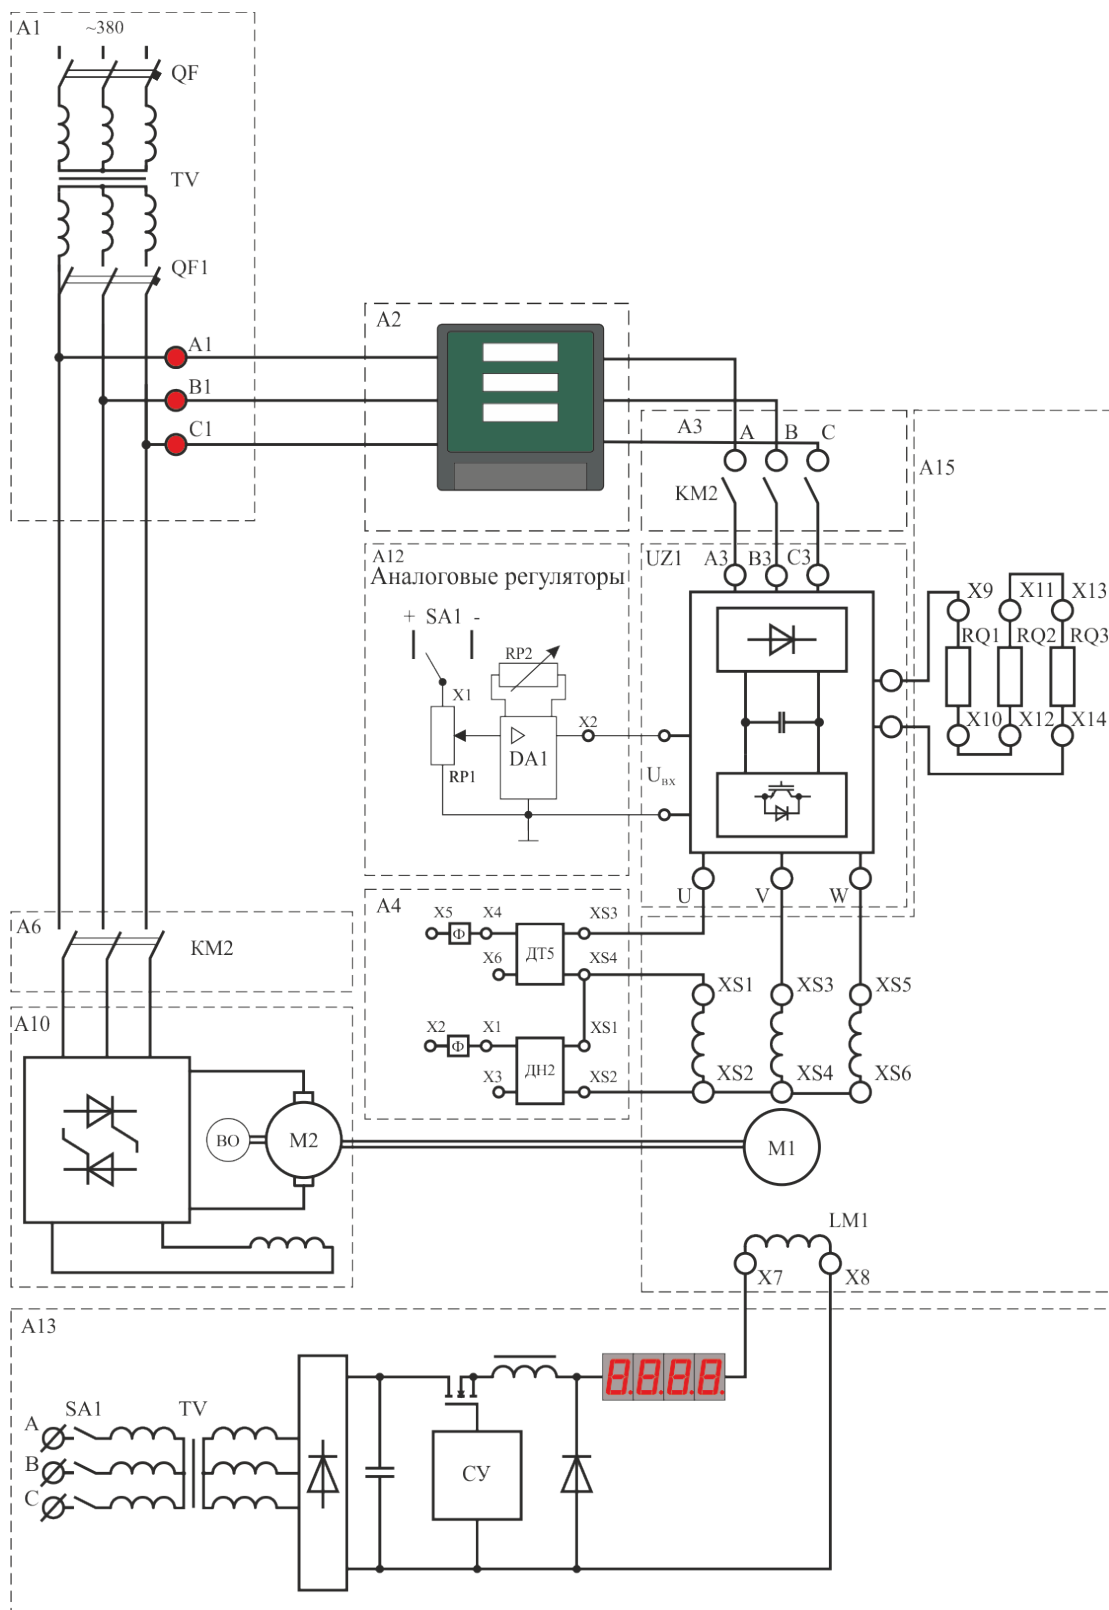 A1
~380
QF
TV
QF1
A1
B1
C1
A2
A3 A B C
KM2
A15
A12
Аналоговые регуляторы
+ SA1 -
RP2
X1
X2
DA1
RP1
UZ1 A3 B3 C3
Uвх
X9 X11 X13
RQ1 RQ2 RQ3
X10 X12 X14
U V W
A4
X5 Ф X4 ДТ5 XS3
X6 XS4
X2 Ф X1 ДН2 XS1
X3 XS2
XS1 XS3 XS5
XS2 XS4 XS6
A6
КМ2
A10
ВО
M2
M1
LM1
X7 X8
A13
A SA1 TV
B
C
СУ
8.8.8.8.